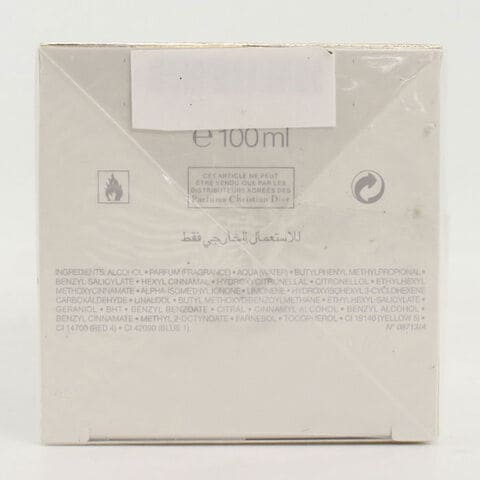 e 100ml
CET ARTICLE NE PEUT
ÊTRE VENDU QUE PAR LES
DISTRIBUTEURS AGRÉÉS DES
Parfums Christian Dior
للاستعمال الخارجي فقط
INGREDIENTS: ALCOHOL • PARFUM (FRAGRANCE) • AQUA (WATER) • BUTYLPHENYL METHYLPROPIONAL •
BENZYL SALICYLATE • HEXYL CINNAMAL • HYDROXYCITRONELLAL • CITRONELLOL • ETHYLHEXYL
METHOXYCINNAMATE • ALPHA-ISOMETHYL IONONE • LIMONENE • HYDROXYISOHEXYL 3-CYCLOHEXENE
CARBOXALDEHYDE • LINALOOL • BUTYL METHOXYDIBENZOYLMETHANE • ETHYLHEXYL SALICYLATE •
GERANIOL • BHT • BENZYL BENZOATE • CITRAL • CINNAMYL ALCOHOL • BENZYL ALCOHOL •
BENZYL CINNAMATE • METHYL 2-OCTYNOATE • FARNESOL • TOCOPHEROL • CI 19140 (YELLOW 5) •
CI 14700 (RED 4) • CI 42090 (BLUE 1). N° 08713/A